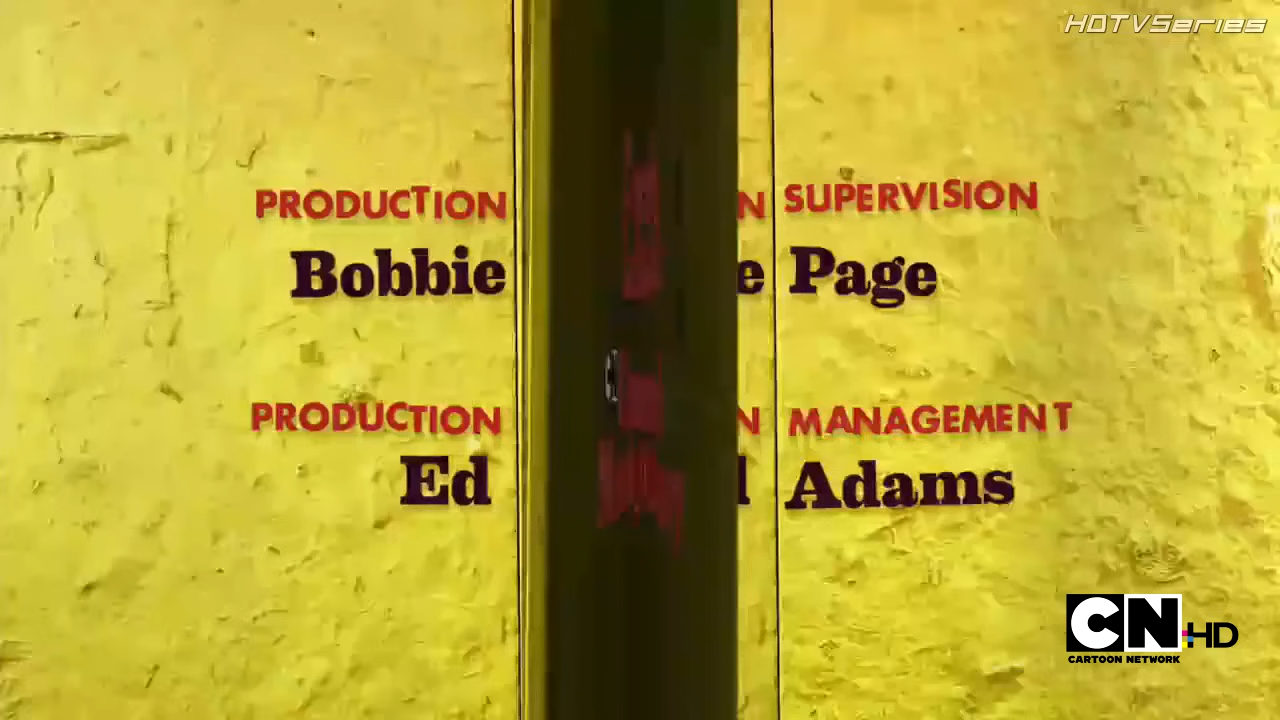 HDTVSeries
PRODUCTION N SUPERVISION
Bobbie e Page
PRODUCTION N MANAGEMENT
Ed Adams
CN HD
CARTOON NETWORK